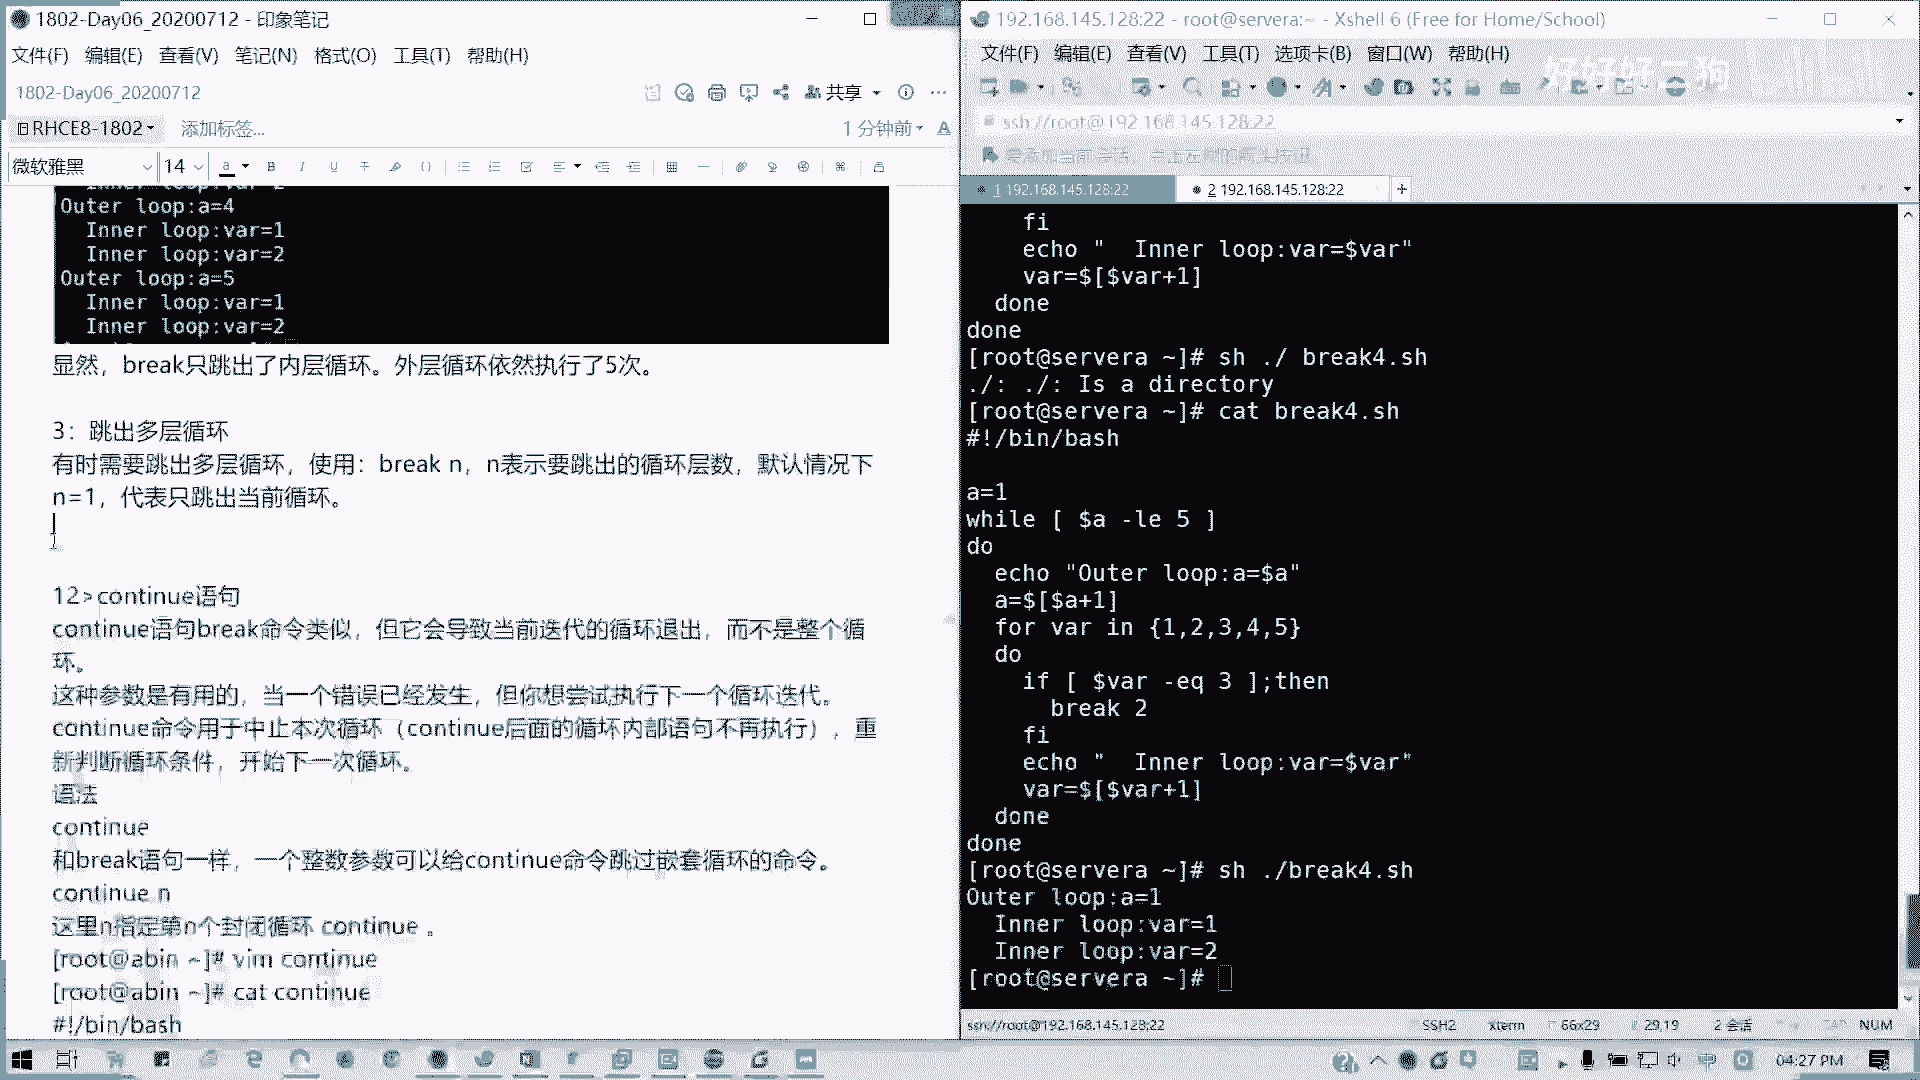 1802-Day06_20200712 - 印象笔记
文件(F) 编辑(E) 查看(V) 笔记(N) 格式(O) 工具(T) 帮助(H)
1802-Day06_20200712
共享
RHCE8-1802
添加标签...
1 分钟前
微软雅黑 14
Outer loop:a=4
Inner loop:var=1
Inner loop:var=2
Outer loop:a=5
Inner loop:var=1
Inner loop:var=2
显然，break只跳出了内层循环。外层循环依然执行了5次。
3：跳出多层循环
有时需要跳出多层循环，使用：break n，n表示要跳出的循环层数，默认情况下
n=1，代表只跳出当前循环。
12>continue语句
continue语句break命令类似，但它会导致当前迭代的循环退出，而不是整个循
环。
这种参数是有用的，当一个错误已经发生，但你想尝试执行下一个循环迭代。
continue命令用于中止本次循环（continue后面的循环内部语句不再执行），重
新判断循环条件，开始下一次循环。
语法
continue
和break语句一样，一个整数参数可以给continue命令跳过嵌套循环的命令。
continue n
这里n指定第n个封闭循环 continue 。
[root@abin ~]# vim continue
[root@abin ~]# cat continue
#!/bin/bash
192.168.145.128:22 - root@servera:~ - Xshell 6 (Free for Home/School)
文件(F) 编辑(E) 查看(V) 工具(T) 选项卡(B) 窗口(W) 帮助(H)
好好好二狗
ssh://root@192.168.145.128:22
要添加当前会话，点击左侧的箭头按钮
1 192.168.145.128:22
2 192.168.145.128:22
fi
echo "  Inner loop:var=$var"
var=$[$var+1]
done
done
[root@servera ~]# sh ./ break4.sh
./: ./: Is a directory
[root@servera ~]# cat break4.sh
#!/bin/bash
a=1
while [ $a -le 5 ]
do
echo "Outer loop:a=$a"
a=$[$a+1]
for var in {1,2,3,4,5}
do
if [ $var -eq 3 ];then
break 2
fi
echo "  Inner loop:var=$var"
var=$[$var+1]
done
done
[root@servera ~]# sh ./break4.sh
Outer loop:a=1
Inner loop:var=1
Inner loop:var=2
[root@servera ~]#
ssh://root@192.168.145.128:22 SSH2 xterm 66x29 29,19 2 会话 CAP NUM
04:27 PM